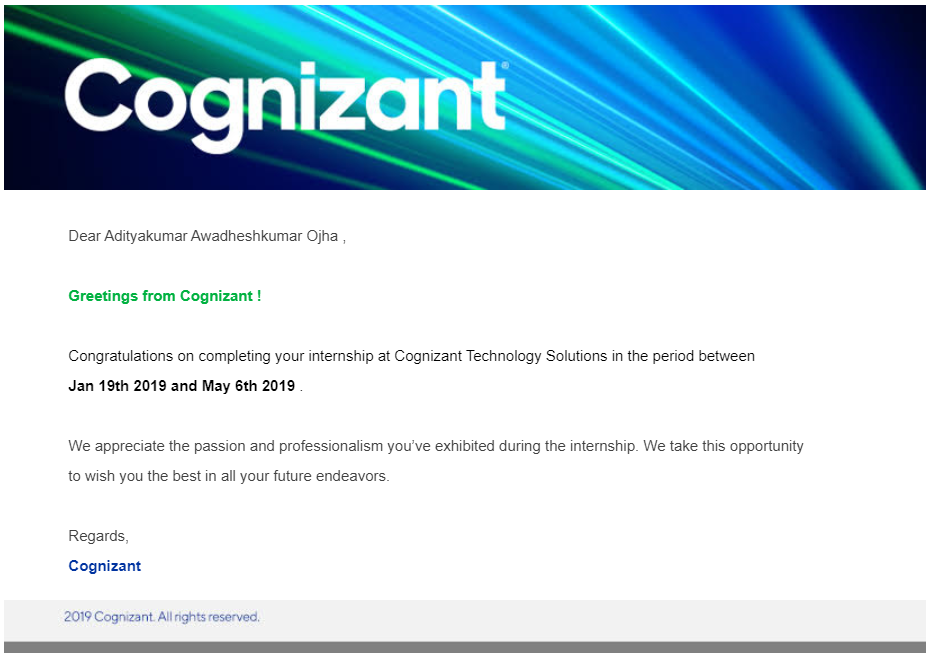 Cognizant®
Dear Adityakumar Awadheshkumar Ojha ,
Greetings from Cognizant !
Congratulations on completing your internship at Cognizant Technology Solutions in the period between
Jan 19th 2019 and May 6th 2019 .
We appreciate the passion and professionalism you’ve exhibited during the internship. We take this opportunity
to wish you the best in all your future endeavors.
Regards,
Cognizant
2019 Cognizant. All rights reserved.